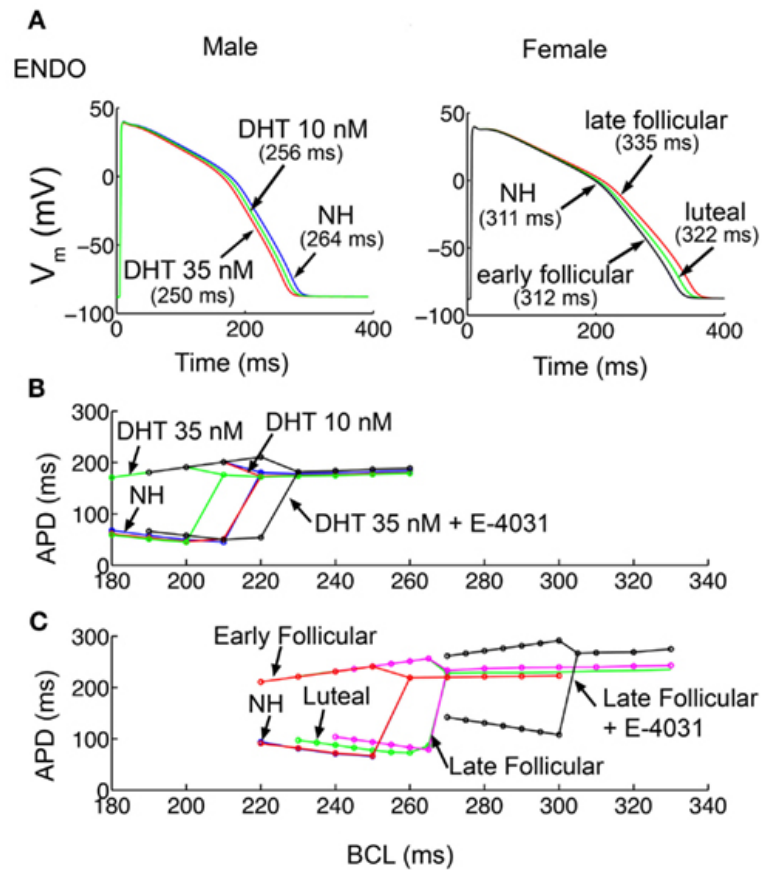 A
Male
Female
ENDO
50
0
−50
−100
Vm (mV)
0
200
400
Time (ms)
DHT 10 nM
(256 ms)
NH
(264 ms)
DHT 35 nM
(250 ms)
50
0
−50
−100
0
200
400
Time (ms)
late follicular
(335 ms)
NH
(311 ms)
luteal
(322 ms)
early follicular
(312 ms)
B
300
200
100
0
APD (ms)
DHT 35 nM
DHT 10 nM
NH
DHT 35 nM + E-4031
180 200 220 240 260 280 300 320 340
C
300
200
100
0
APD (ms)
Early Follicular
NH
Luteal
Late Follicular
+ E-4031
Late Follicular
180 200 220 240 260 280 300 320 340
BCL (ms)